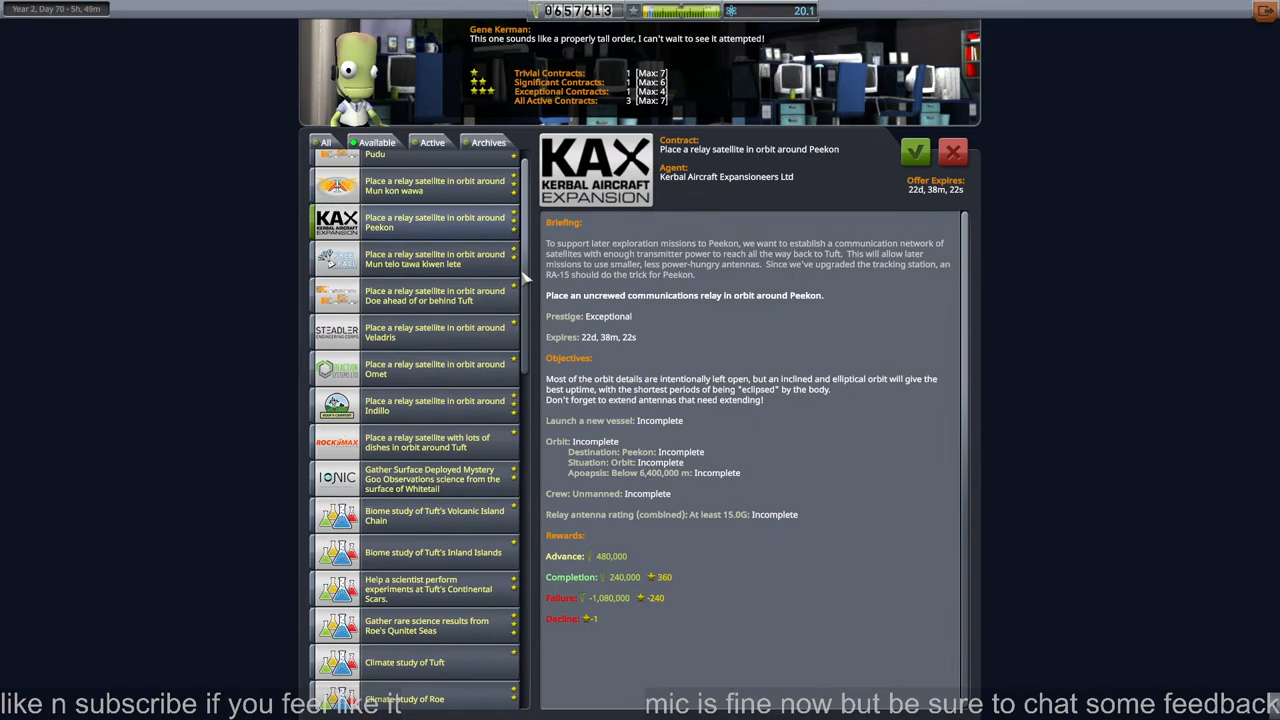 Year 2, Day 70 - 5h, 49m
0657613
20.1
Gene Kerman:
This one sounds like a properly tall order, I can't wait to see it attempted!
Trivial Contracts: 1 [Max: 7]
Significant Contracts: 1 [Max: 6]
Exceptional Contracts: 1 [Max: 4]
All Active Contracts: 3 [Max: 7]
All
Available
Active
Archives
Pudu
Place a relay satellite in orbit around
Mun kon wawa
KAX
KERBAL AIRCRAFT
EXPANSION
Place a relay satellite in orbit around
Peekon
Place a relay satellite in orbit around
Mun telo tawa kiwen lete
Place a relay satellite in orbit around
Doe ahead of or behind Tuft
STEADLER
ENGINEERING CORPS
Place a relay satellite in orbit around
Veladris
Place a relay satellite in orbit around
Omet
Place a relay satellite in orbit around
Indillo
ROCKOMAX
Place a relay satellite with lots of
dishes in orbit around Tuft
IONIC
Gather Surface Deployed Mystery
Goo Observations science from the
surface of Whitetail
Biome study of Tuft's Volcanic Island
Chain
Biome study of Tuft's Inland Islands
Help a scientist perform
experiments at Tuft's Continental
Scars.
Gather rare science results from
Roe's Qunitet Seas
Climate study of Tuft
Climate study of Roe
KAX
KERBAL AIRCRAFT
EXPANSION
Contract:
Place a relay satellite in orbit around Peekon
Agent:
Kerbal Aircraft Expansioneers Ltd
Offer Expires:
22d, 38m, 22s
Briefing:
To support later exploration missions to Peekon, we want to establish a communication network of
satellites with enough transmitter power to reach all the way back to Tuft. This will allow later
missions to use smaller, less power-hungry antennas. Since we've upgraded the tracking station, an
RA-15 should do the trick for Peekon.
Place an uncrewed communications relay in orbit around Peekon.
Prestige: Exceptional
Expires: 22d, 38m, 22s
Objectives:
Most of the orbit details are intentionally left open, but an inclined and elliptical orbit will give the
best uptime, with the shortest periods of being "eclipsed" by the body.
Don't forget to extend antennas that need extending!
Launch a new vessel: Incomplete
Orbit: Incomplete
Destination: Peekon: Incomplete
Situation: Orbit: Incomplete
Apoapsis: Below 6,400,000 m: Incomplete
Crew: Unmanned: Incomplete
Relay antenna rating (combined): At least 15.0G: Incomplete
Rewards:
Advance: 480,000
Completion: 240,000 360
Failure: -1,080,000 -240
Decline: -1
like n subscribe if you feel like it
mic is fine now but be sure to chat some feedback